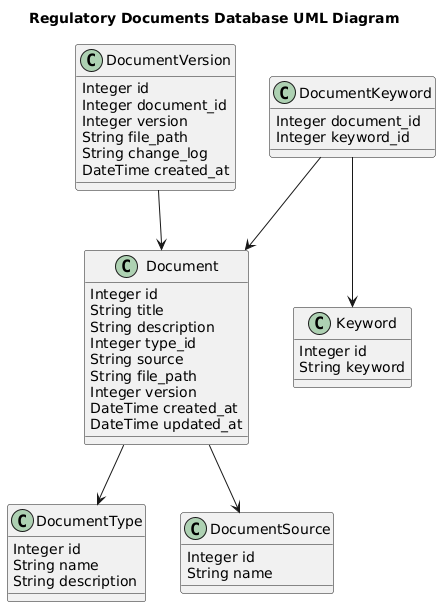 Regulatory Documents Database UML Diagram
C DocumentVersion
Integer id
Integer document_id
Integer version
String file_path
String change_log
DateTime created_at
C DocumentKeyword
Integer document_id
Integer keyword_id
C Document
Integer id
String title
String description
Integer type_id
String source
String file_path
Integer version
DateTime created_at
DateTime updated_at
C Keyword
Integer id
String keyword
C DocumentType
Integer id
String name
String description
C DocumentSource
Integer id
String name